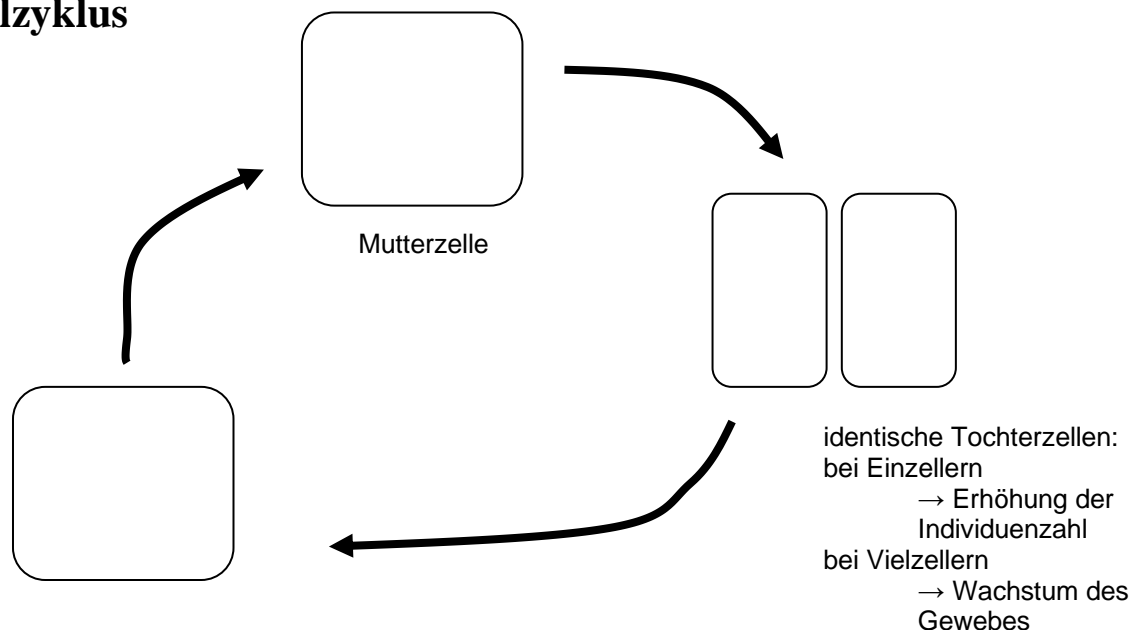 lzyklus
Mutterzelle
identische Tochterzellen:
bei Einzellern
→ Erhöhung der
Individuenzahl
bei Vielzellern
→ Wachstum des
Gewebes